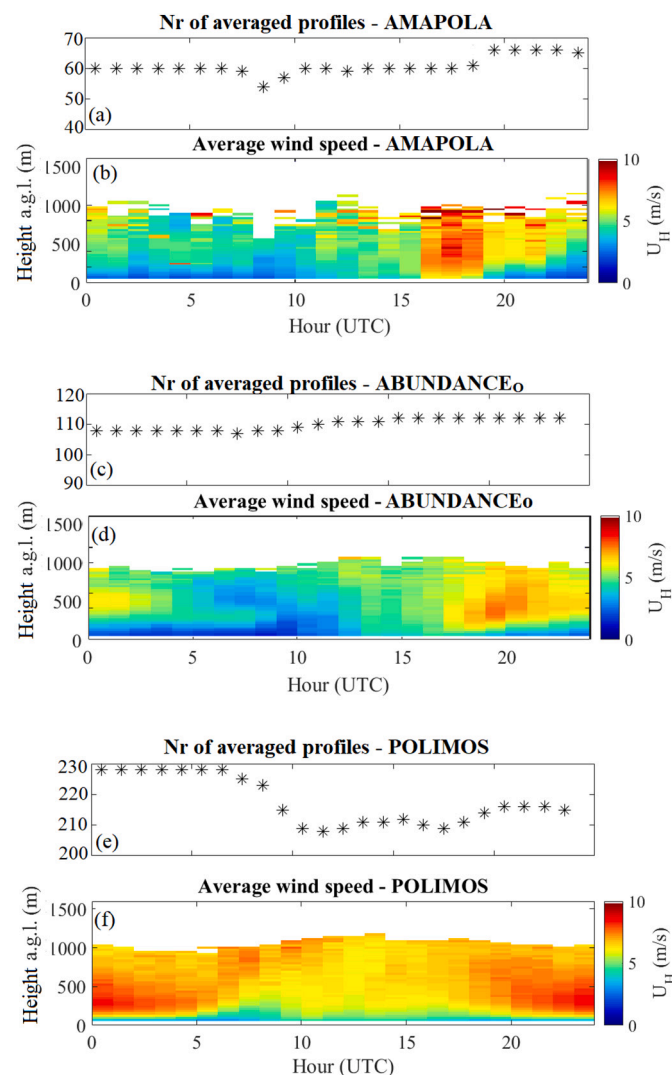 Nr of averaged profiles - AMAPOLA
70
60
50
40
(a)
Average wind speed - AMAPOLA
Height a.g.l. (m)
1500
1000
500
0
(b)
0 5 10 15 20
Hour (UTC)
10
5
0
U_H (m/s)
Nr of averaged profiles - ABUNDANCE_O
120
110
100
90
(c)
Average wind speed - ABUNDANCEo
Height a.g.l. (m)
1500
1000
500
0
(d)
0 5 10 15 20
Hour (UTC)
10
5
0
U_H (m/s)
Nr of averaged profiles - POLIMOS
230
220
210
200
(e)
Average wind speed - POLIMOS
Height a.g.l. (m)
1500
1000
500
0
(f)
0 5 10 15 20
Hour (UTC)
10
5
0
U_H (m/s)